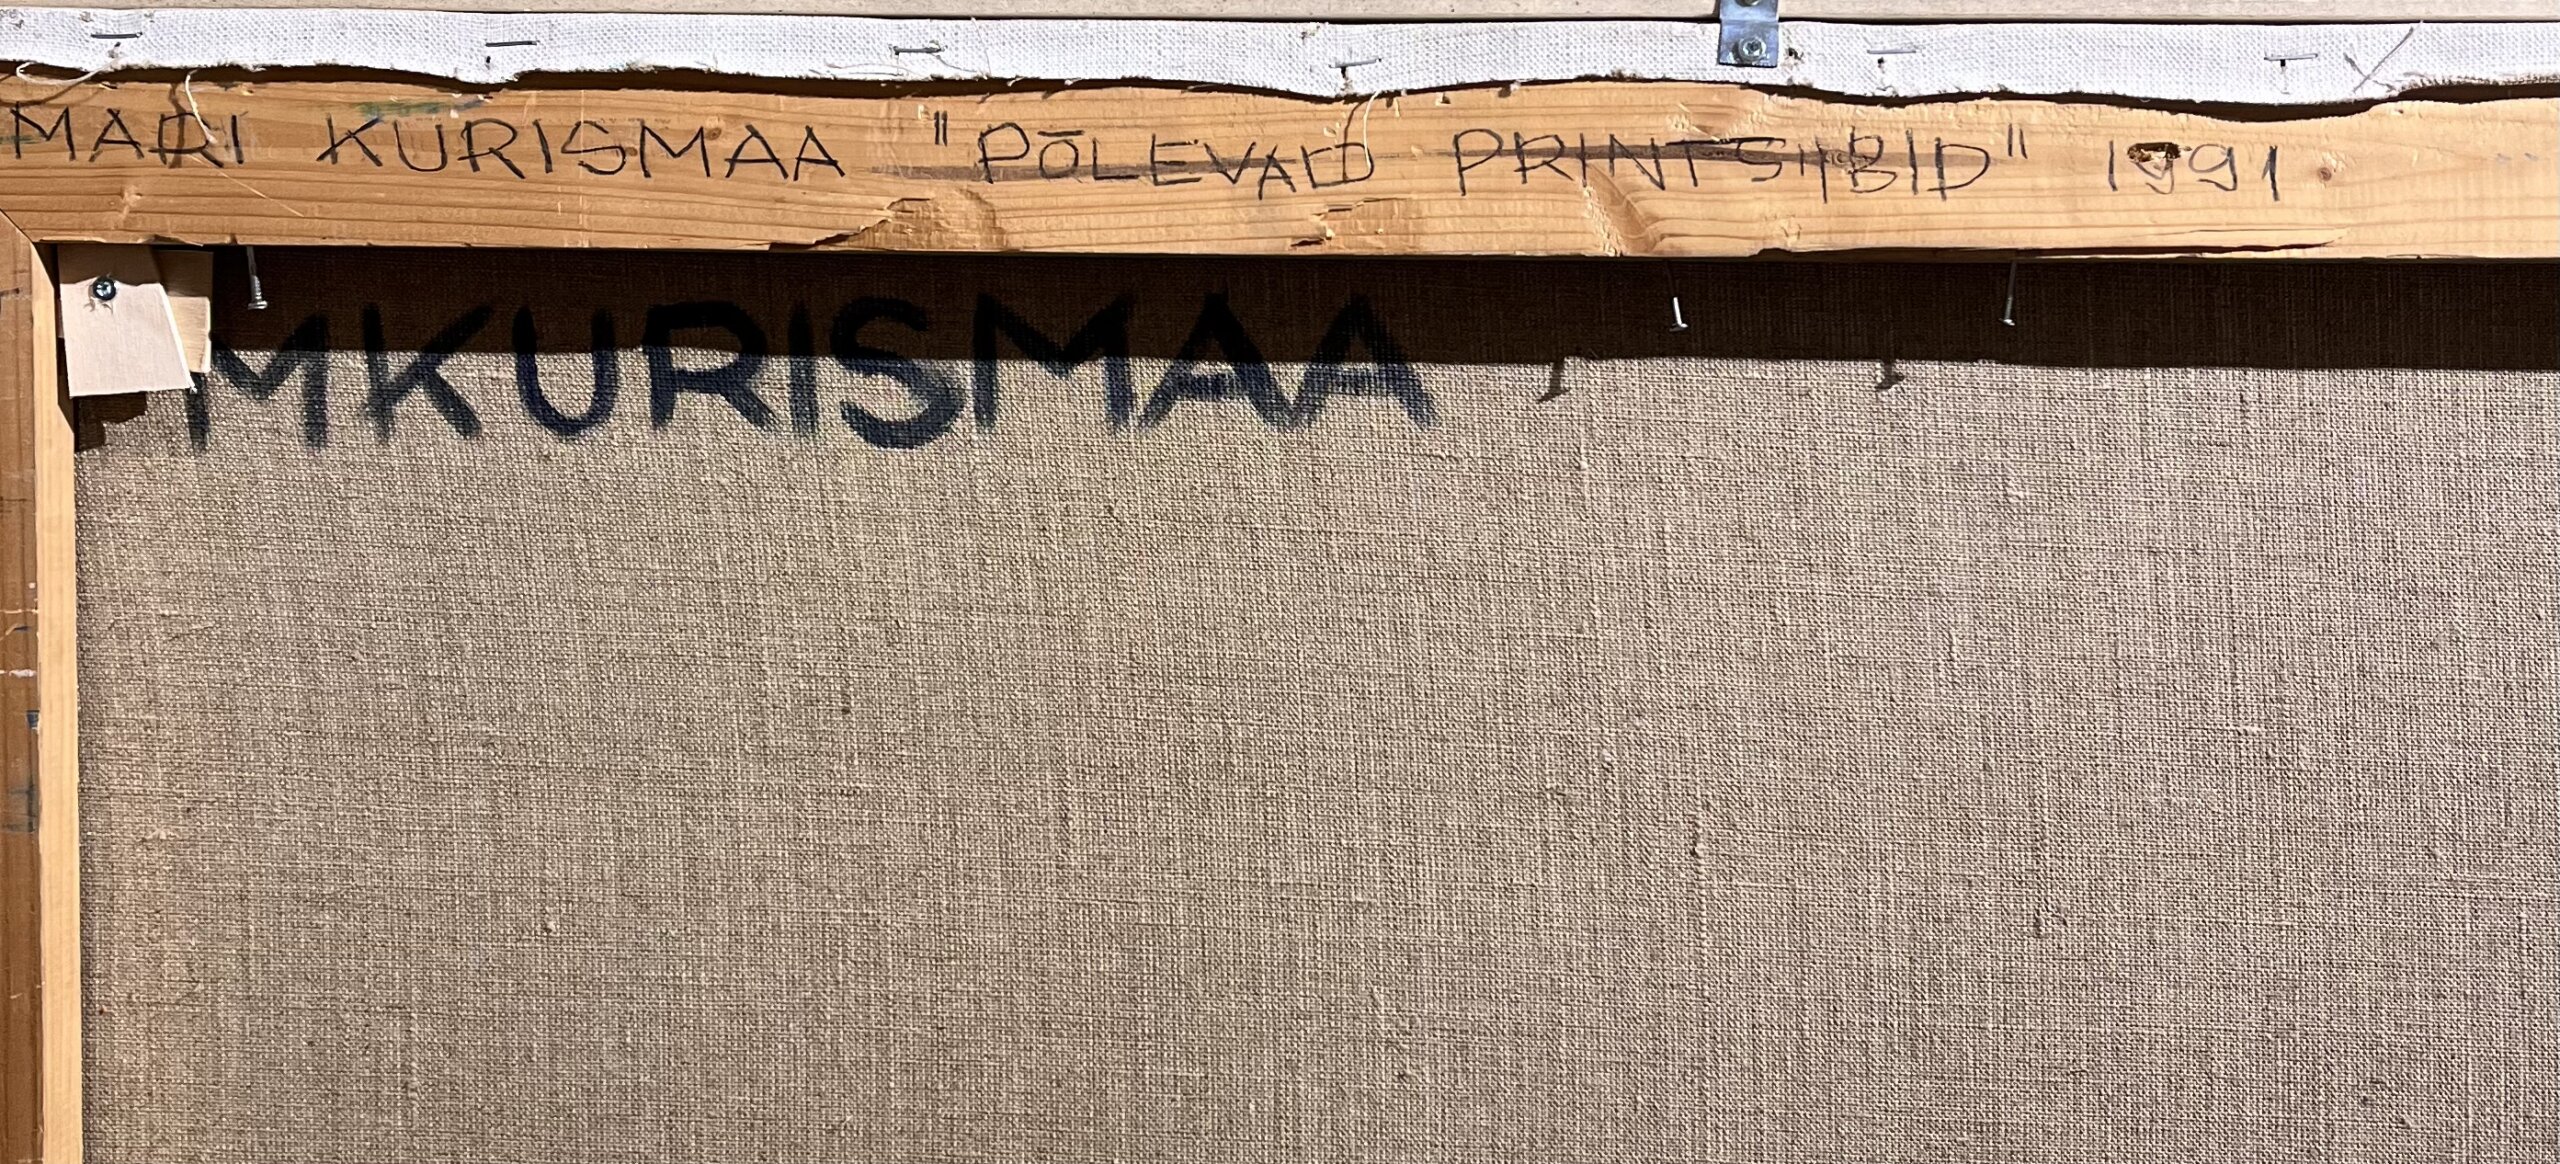 MARI KURISMAA "PÕLEVAD PRINTSIIBID" 1991
MKURISMAA